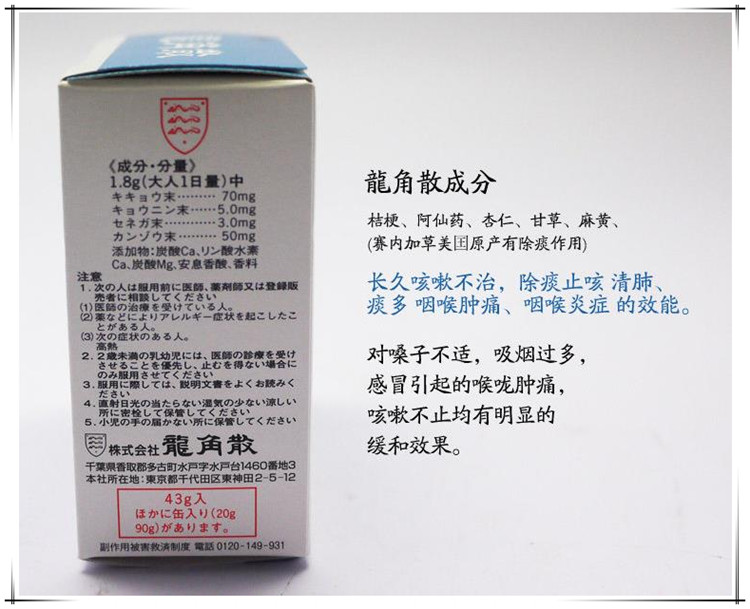 《成分・分量》
1.8g(大人1日量)中
キキョウ末………… 70mg
キョウニン末……… 5.0mg
セネガ末…………… 3.0mg
カンゾウ末………… 50mg
添加物:炭酸Ca、リン酸水素
Ca、炭酸Mg、安息香酸、香料
注意
1.次の人は服用前に医師、薬剤師又は登録販
売者に相談してください
(1)医師の治療を受けている人。
(2)薬などによりアレルギー症状を起こしたこ
とがある人。
(3)次の症状のある人。
高熱
2.2歳未満の乳幼児には、医師の診療を受け
させることを優先し、止むを得ない場合に
のみ服用させてください
3.服用に際しては、説明文書をよくお読みく
ださい
4.直射日光の当たらない湿気の少ない涼しい
所に密栓して保管してください
5.小児の手の届かない所に保管してください
株式会社 龍角散
千葉県香取郡多古町水戸字水戸台1460番地3
本社所在地:東京都千代田区東神田2-5-12
43g入
ほかに缶入り(20g
90g)があります。
副作用被害救済制度 電話 0120-149-931
龍角散成分
桔梗、阿仙药、杏仁、甘草、麻黄、
(赛内加草美国原产有除痰作用)
长久咳嗽不治，除痰止咳 清肺、
痰多 咽喉肿痛、咽喉炎症 的效能。
对嗓子不适，吸烟过多，
感冒引起的喉咙肿痛，
咳嗽不止均有明显的
缓和效果。